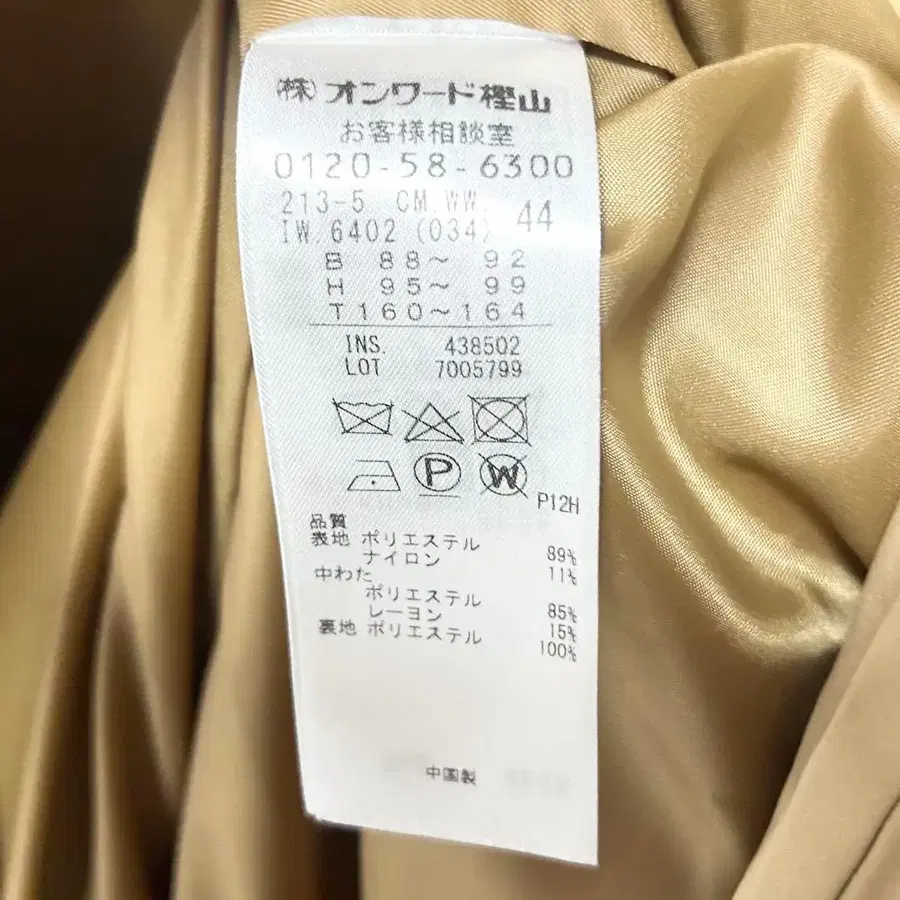 (株)オンワード樫山
お客様相談室
0120-58-6300
213-5 CM.WW. 44
IW.6402 (034)
B 88～ 92
H 95～ 99
T160～164
INS. 438502
LOT 7005799
P W
P12H
品質
表地 ポリエステル 89%
ナイロン 11%
中わた
ポリエステル 85%
レーヨン 15%
裏地 ポリエステル 100%
中国製